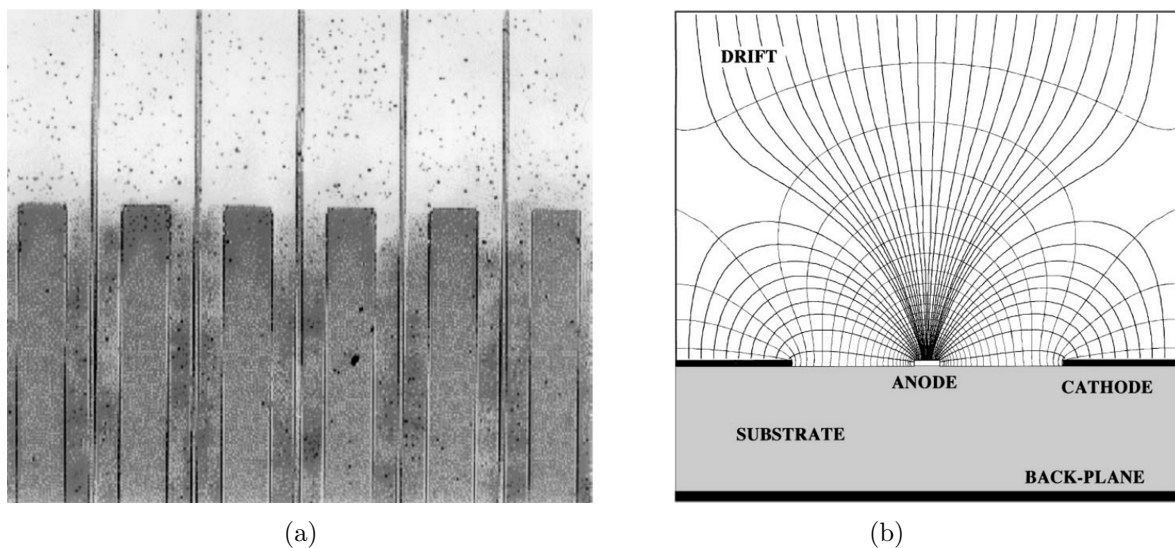 DRIFT
ANODE
CATHODE
SUBSTRATE
BACK-PLANE
(a)
(b)